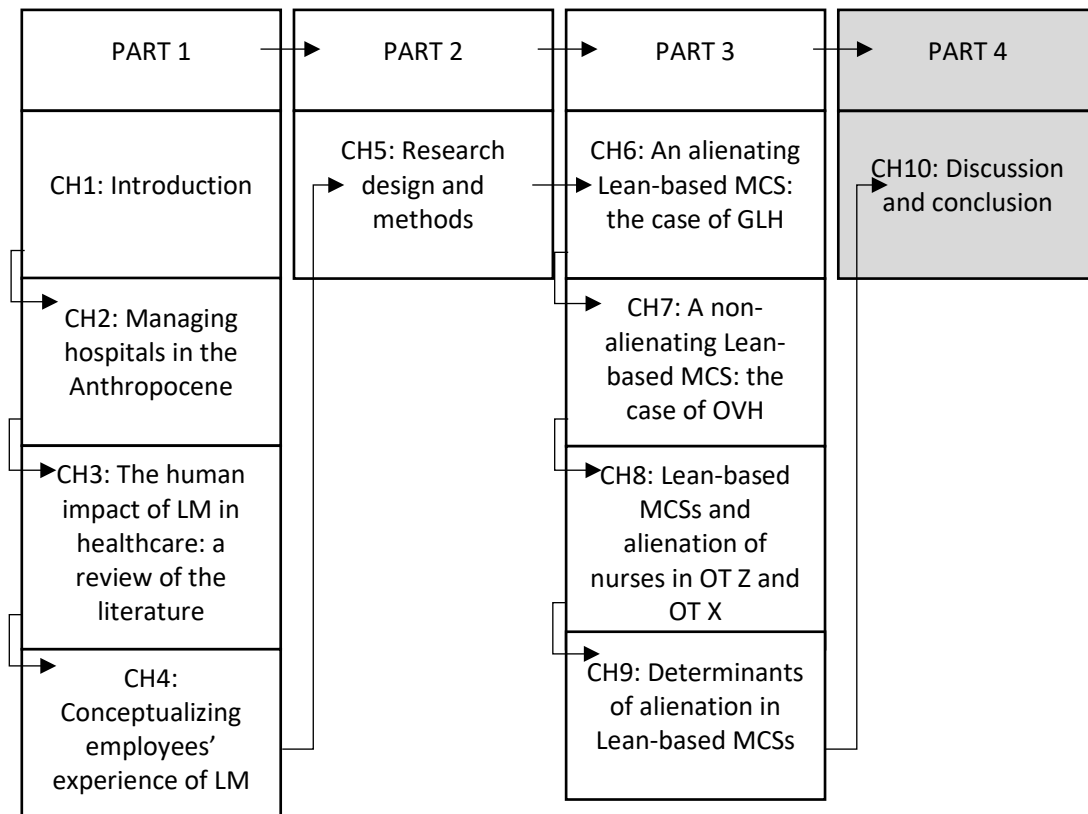 PART 1
CH1: Introduction
CH2: Managing
hospitals in the
Anthropocene
CH3: The human
impact of LM in
healthcare: a
review of the
literature
CH4:
Conceptualizing
employees’
experience of LM
PART 2
CH5: Research
design and
methods
PART 3
CH6: An alienating
Lean-based MCS:
the case of GLH
CH7: A non-
alienating Lean-
based MCS: the
case of OVH
CH8: Lean-based
MCSs and
alienation of
nurses in OT Z and
OT X
CH9: Determinants
of alienation in
Lean-based MCSs
PART 4
CH10: Discussion
and conclusion